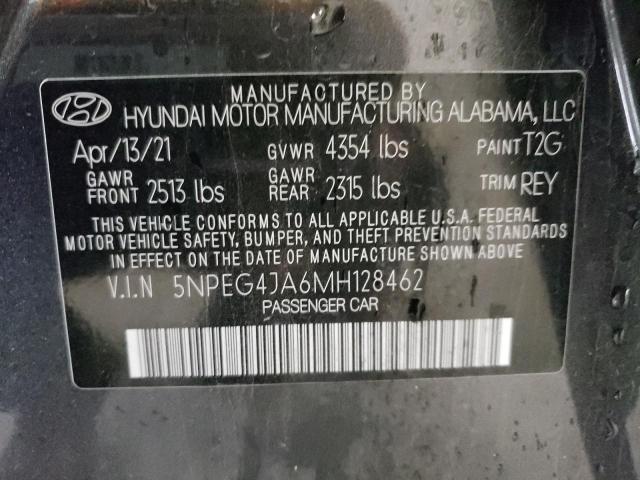 MANUFACTURED BY
HYUNDAI MOTOR MANUFACTURING ALABAMA, LLC
Apr/13/21 GVWR 4354 lbs PAINT T2G
GAWR FRONT 2513 lbs GAWR REAR 2315 lbs TRIM REY
THIS VEHICLE CONFORMS TO ALL APPLICABLE U.S.A. FEDERAL
MOTOR VEHICLE SAFETY, BUMPER, AND THEFT PREVENTION STANDARDS
IN EFFECT ON THE DATE OF MANUFACTURE SHOWN ABOVE
V.I.N 5NPEG4JA6MH128462
PASSENGER CAR